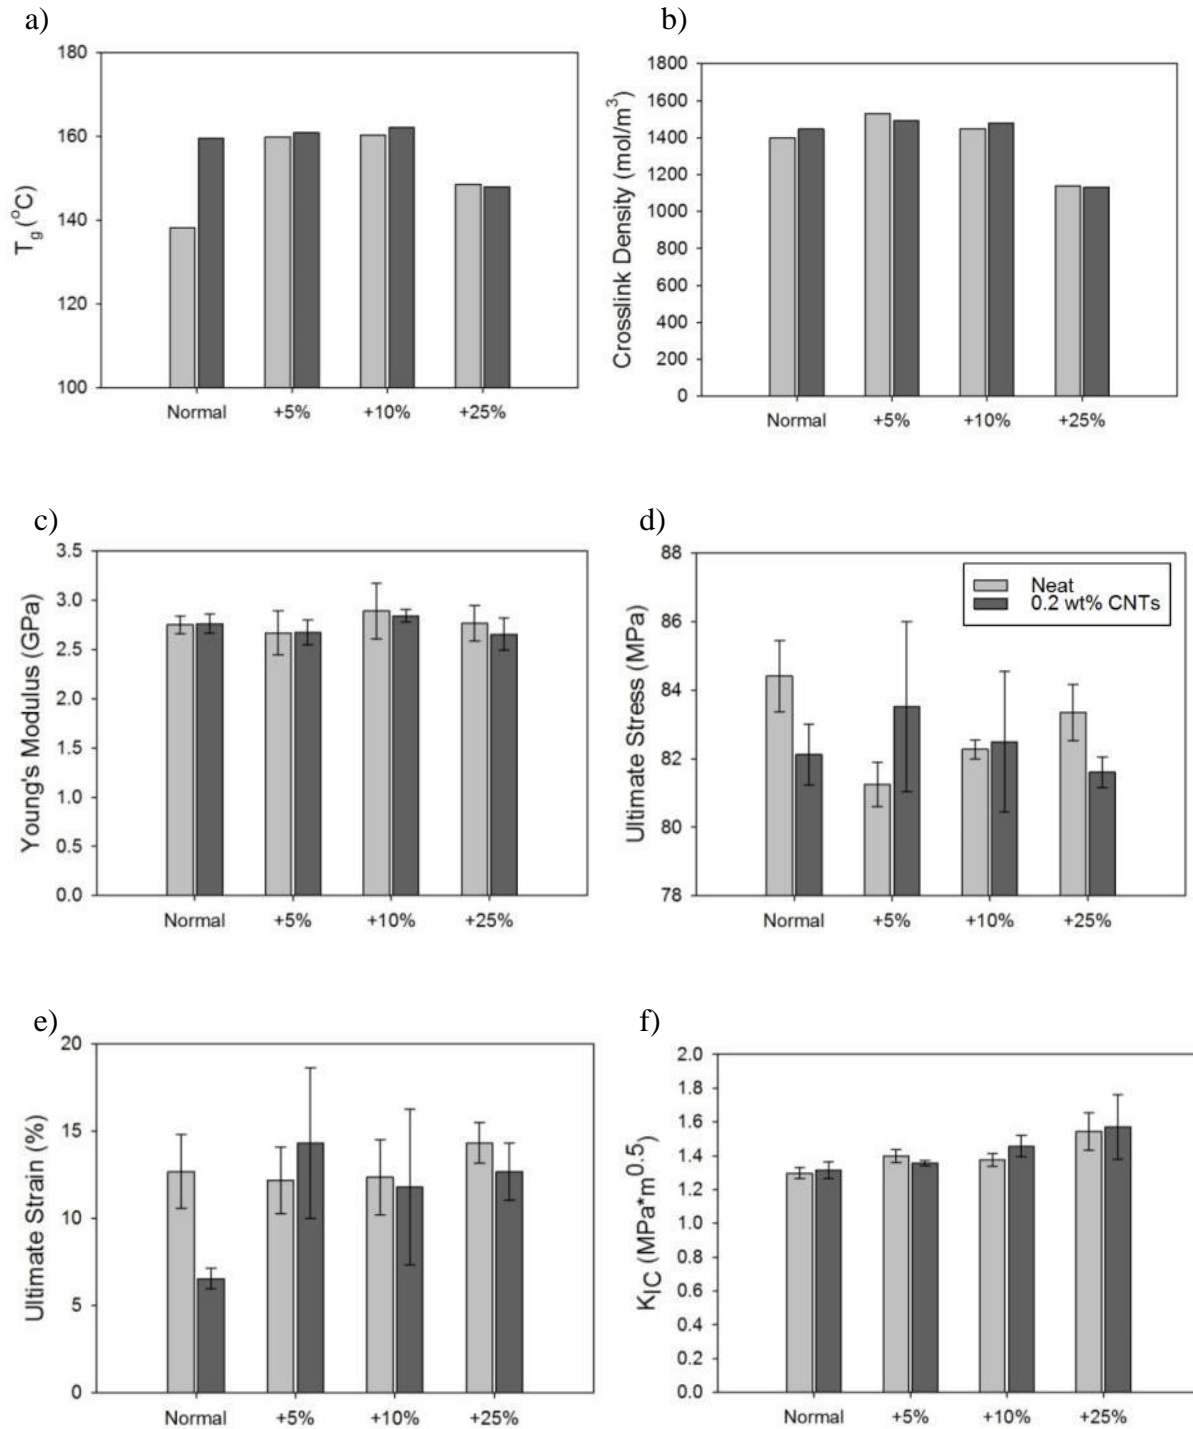 a)
180
160
140
120
100
Tg (°C)
Normal +5% +10% +25%
b)
1800
1600
1400
1200
1000
800
600
400
200
0
Crosslink Density (mol/m³)
Normal +5% +10% +25%
c)
3.5
3.0
2.5
2.0
1.5
1.0
0.5
0.0
Young's Modulus (GPa)
Normal +5% +10% +25%
d)
88
86
84
82
80
78
Ultimate Stress (MPa)
Neat
0.2 wt% CNTs
Normal +5% +10% +25%
e)
20
15
10
5
0
Ultimate Strain (%)
Normal +5% +10% +25%
f)
2.0
1.8
1.6
1.4
1.2
1.0
0.8
0.6
0.4
0.2
0.0
KIC (MPa*m0.5)
Normal +5% +10% +25%